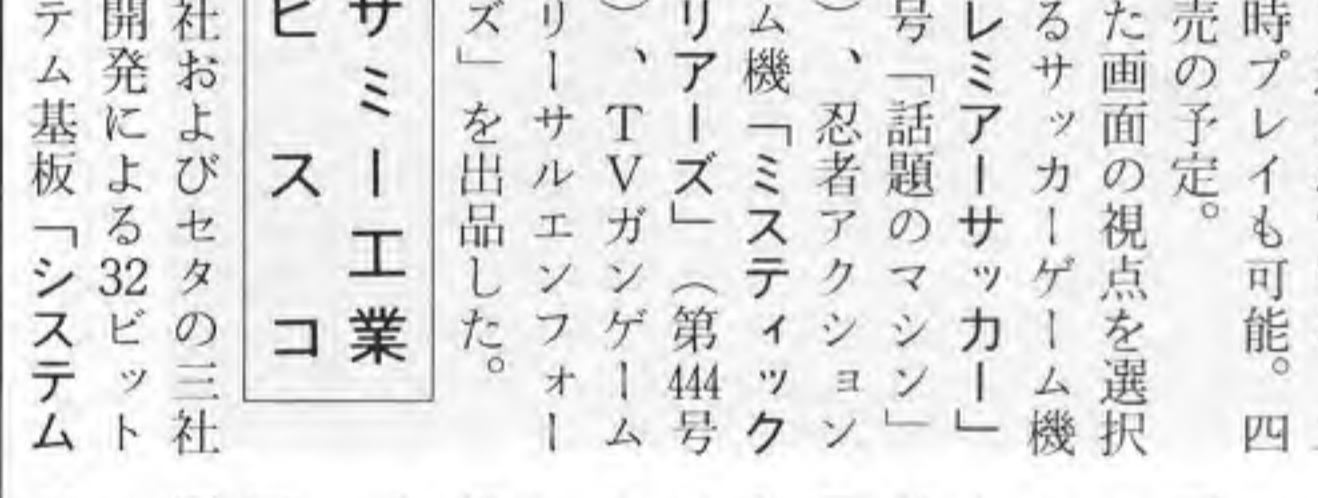 時プレイも可能。四
売の予定。
た画面の視点を選択
るサッカーゲーム機
レミアーサッカー」
号「話題のマシン」
)、忍者アクション
ム機「ミスティック
リアーズ」(第444号
)、TVガンゲーム
リーサルエンフォー
ズ」を出品した。
サミー工業
ビスコ
社およびセタの三社
開発による32ビット
テム基板「システム